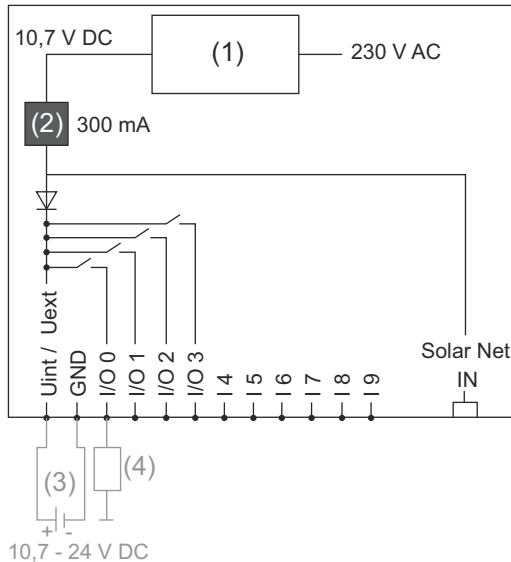 10,7 V DC
(1)
230 V AC
(2)
300 mA
Uint / Uext
GND
I/O 0
I/O 1
I/O 2
I/O 3
I 4
I 5
I 6
I 7
I 8
I 9
Solar Net
IN
(3)
(4)
+ -
10,7 - 24 V DC